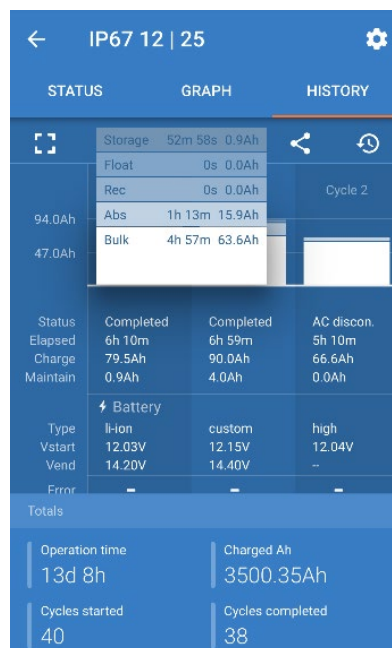 IP67 12 | 25
STATUS GRAPH HISTORY
Storage 52m 58s 0.9Ah
Float 0s 0.0Ah
Rec 0s 0.0Ah
Abs 1h 13m 15.9Ah
Bulk 4h 57m 63.6Ah
Cycle 2
94.0Ah
47.0Ah
Status Completed Completed AC discon.
Elapsed 6h 10m 6h 59m 5h 10m
Charge 79.5Ah 90.0Ah 66.6Ah
Maintain 0.9Ah 4.0Ah 0.0Ah
Battery
Type li-ion custom high
Vstart 12.03V 12.15V 12.04V
Vend 14.20V 14.40V --
Error – – –
Totals
Operation time Charged Ah
13d 8h 3500.35Ah
Cycles started Cycles completed
40 38